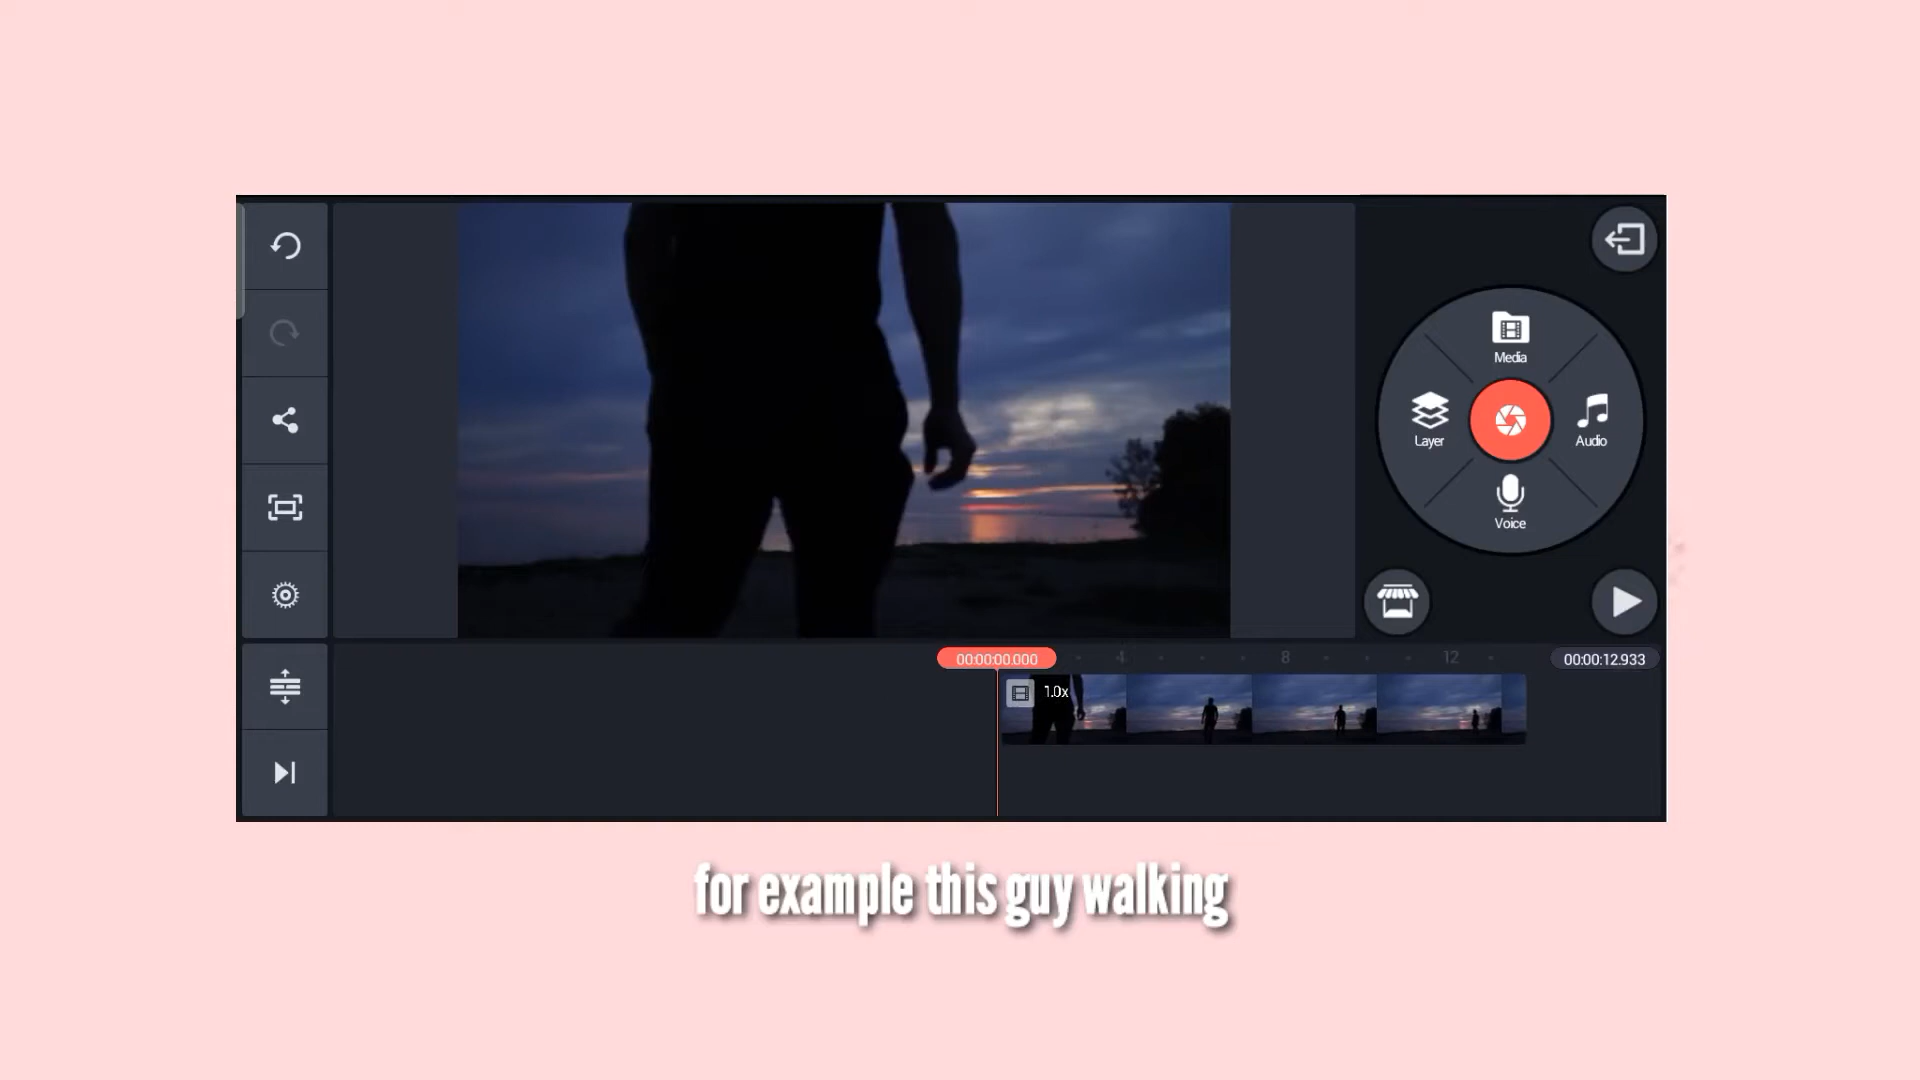 Media
Layer
Audio
Voice
00:00:00.000
4
8
12
00:00:12.933
1.0x
for example this guy walking